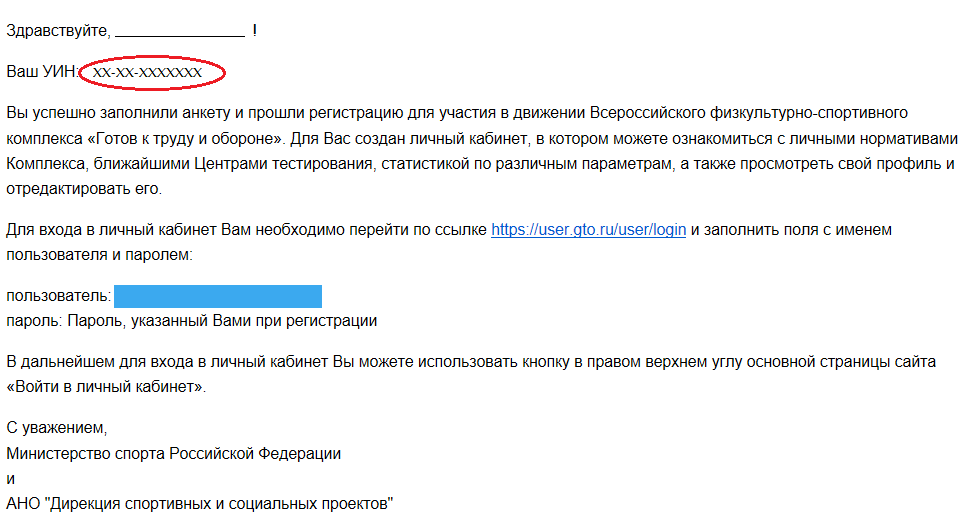 Здравствуйте, ________________ !
Ваш УИН: XX-XX-XXXXXXX
Вы успешно заполнили анкету и прошли регистрацию для участия в движении Всероссийского физкультурно-спортивного
комплекса «Готов к труду и обороне». Для Вас создан личный кабинет, в котором можете ознакомиться с личными нормативами
Комплекса, ближайшими Центрами тестирования, статистикой по различным параметрам, а также просмотреть свой профиль и
отредактировать его.
Для входа в личный кабинет Вам необходимо перейти по ссылке https://user.gto.ru/user/login и заполнить поля с именем
пользователя и паролем:
пользователь:
пароль: Пароль, указанный Вами при регистрации
В дальнейшем для входа в личный кабинет Вы можете использовать кнопку в правом верхнем углу основной страницы сайта
«Войти в личный кабинет».
С уважением,
Министерство спорта Российской Федерации
и
АНО "Дирекция спортивных и социальных проектов"